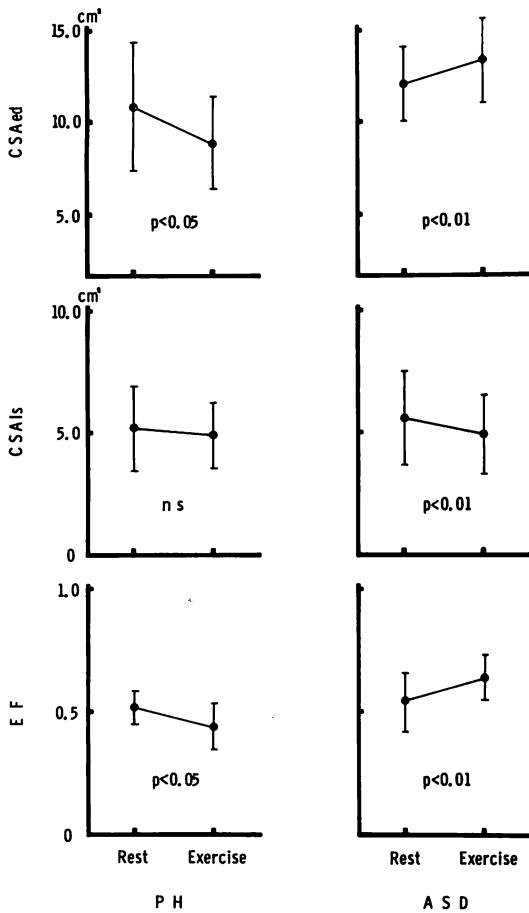 cm²
15.0
10.0
5.0
CSAed
p<0.05
p<0.01
cm²
10.0
5.0
0
CSAIs
ns
p<0.01
1.0
0.5
0
EF
p<0.05
p<0.01
Rest Exercise Rest Exercise
PH ASD